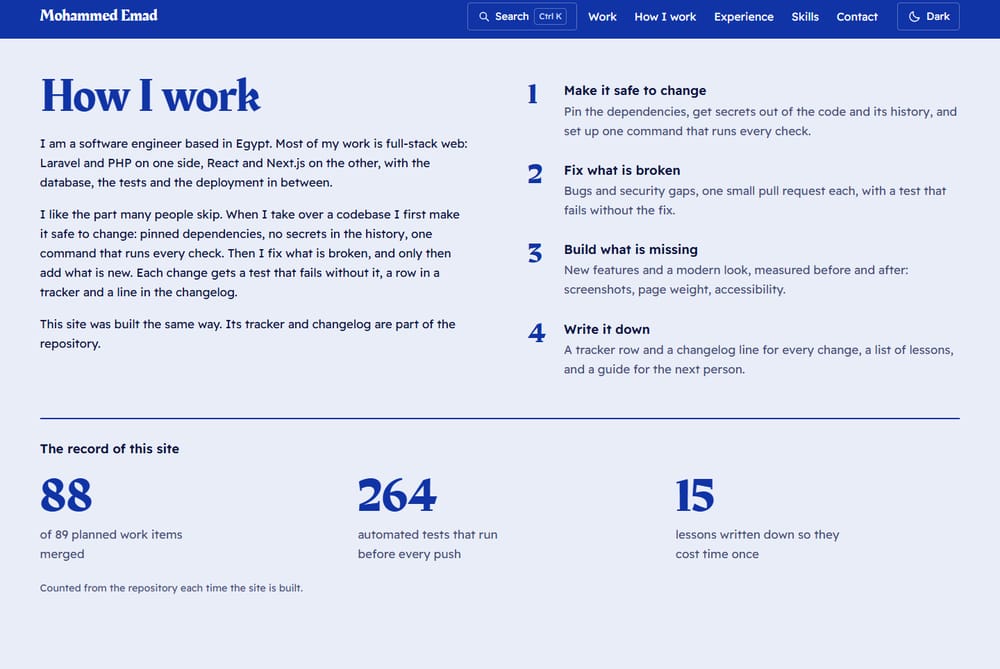 Mohammed Emad
Search Ctrl K
Work
How I work
Experience
Skills
Contact
Dark
How I work
I am a software engineer based in Egypt. Most of my work is full-stack web:
Laravel and PHP on one side, React and Next.js on the other, with the
database, the tests and the deployment in between.
I like the part many people skip. When I take over a codebase I first make
it safe to change: pinned dependencies, no secrets in the history, one
command that runs every check. Then I fix what is broken, and only then
add what is new. Each change gets a test that fails without it, a row in a
tracker and a line in the changelog.
This site was built the same way. Its tracker and changelog are part of the
repository.
1
Make it safe to change
Pin the dependencies, get secrets out of the code and its history, and
set up one command that runs every check.
2
Fix what is broken
Bugs and security gaps, one small pull request each, with a test that
fails without the fix.
3
Build what is missing
New features and a modern look, measured before and after:
screenshots, page weight, accessibility.
4
Write it down
A tracker row and a changelog line for every change, a list of lessons,
and a guide for the next person.
The record of this site
88
of 89 planned work items
merged
264
automated tests that run
before every push
15
lessons written down so they
cost time once
Counted from the repository each time the site is built.